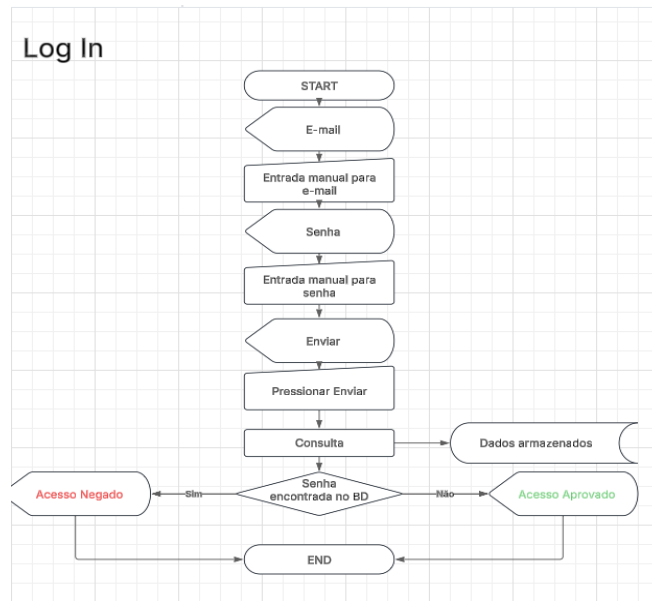 Log In
START
E-mail
Entrada manual para
e-mail
Senha
Entrada manual para
senha
Enviar
Pressionar Enviar
Consulta
Dados armazenados
Senha
encontrada no BD
Acesso Negado
Sim
Não
Acesso Aprovado
END